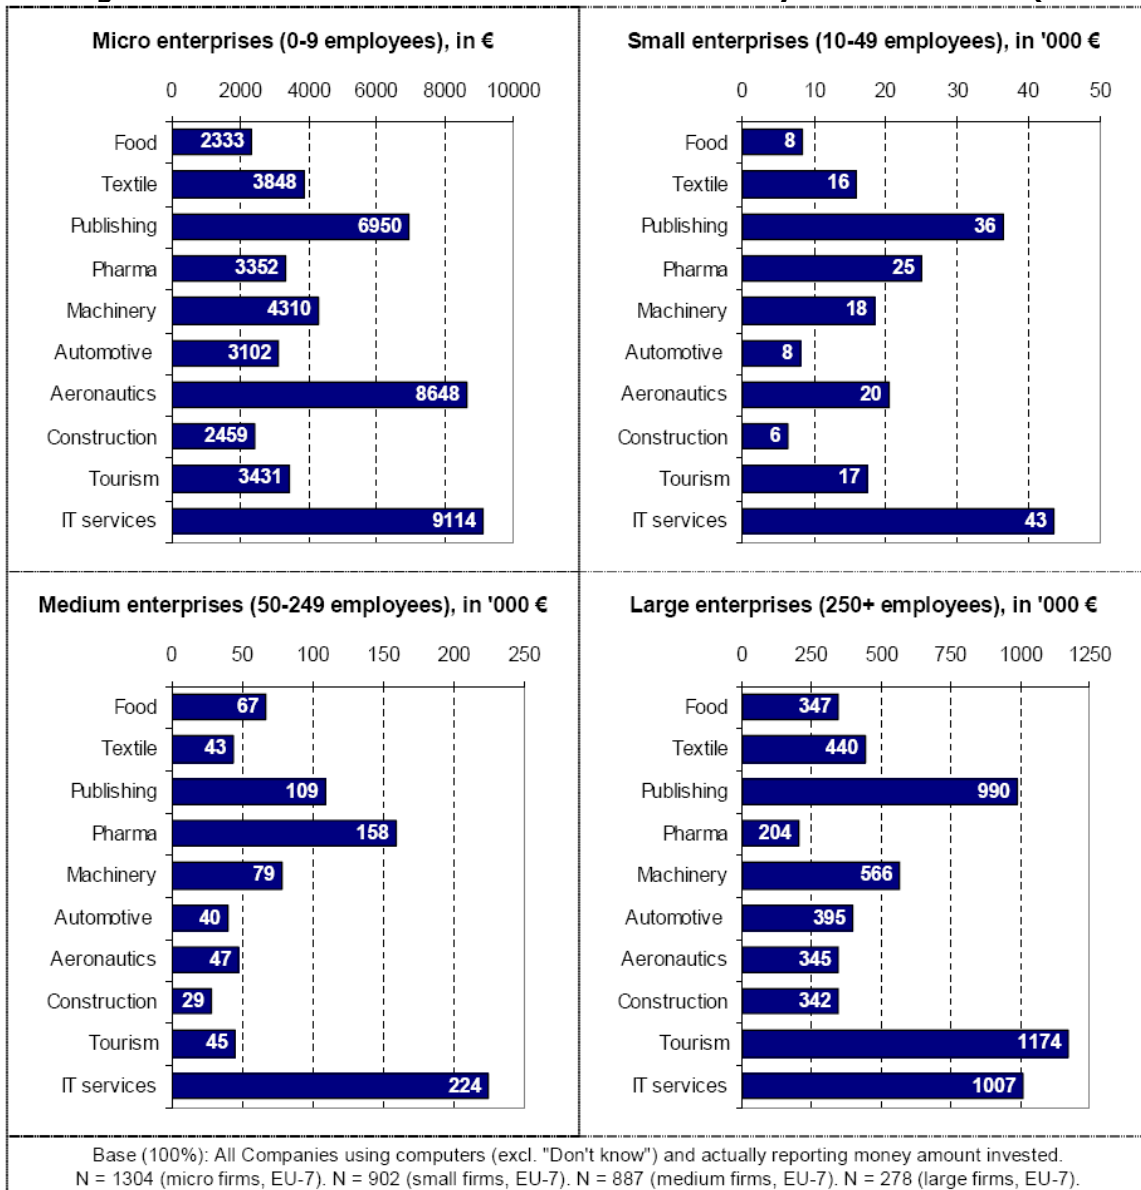 Micro enterprises (0-9 employees), in €
0 2000 4000 6000 8000 10000
Food 2333
Textile 3848
Publishing 6950
Pharma 3352
Machinery 4310
Automotive 3102
Aeronautics 8648
Construction 2459
Tourism 3431
IT services 9114
Small enterprises (10-49 employees), in '000 €
0 10 20 30 40 50
Food 8
Textile 16
Publishing 36
Pharma 25
Machinery 18
Automotive 8
Aeronautics 20
Construction 6
Tourism 17
IT services 43
Medium enterprises (50-249 employees), in '000 €
0 50 100 150 200 250
Food 67
Textile 43
Publishing 109
Pharma 158
Machinery 79
Automotive 40
Aeronautics 47
Construction 29
Tourism 45
IT services 224
Large enterprises (250+ employees), in '000 €
0 250 500 750 1000 1250
Food 347
Textile 440
Publishing 990
Pharma 204
Machinery 566
Automotive 395
Aeronautics 345
Construction 342
Tourism 1174
IT services 1007
Base (100%): All Companies using computers (excl. "Don't know") and actually reporting money amount invested.
N = 1304 (micro firms, EU-7). N = 902 (small firms, EU-7). N = 887 (medium firms, EU-7). N = 278 (large firms, EU-7).